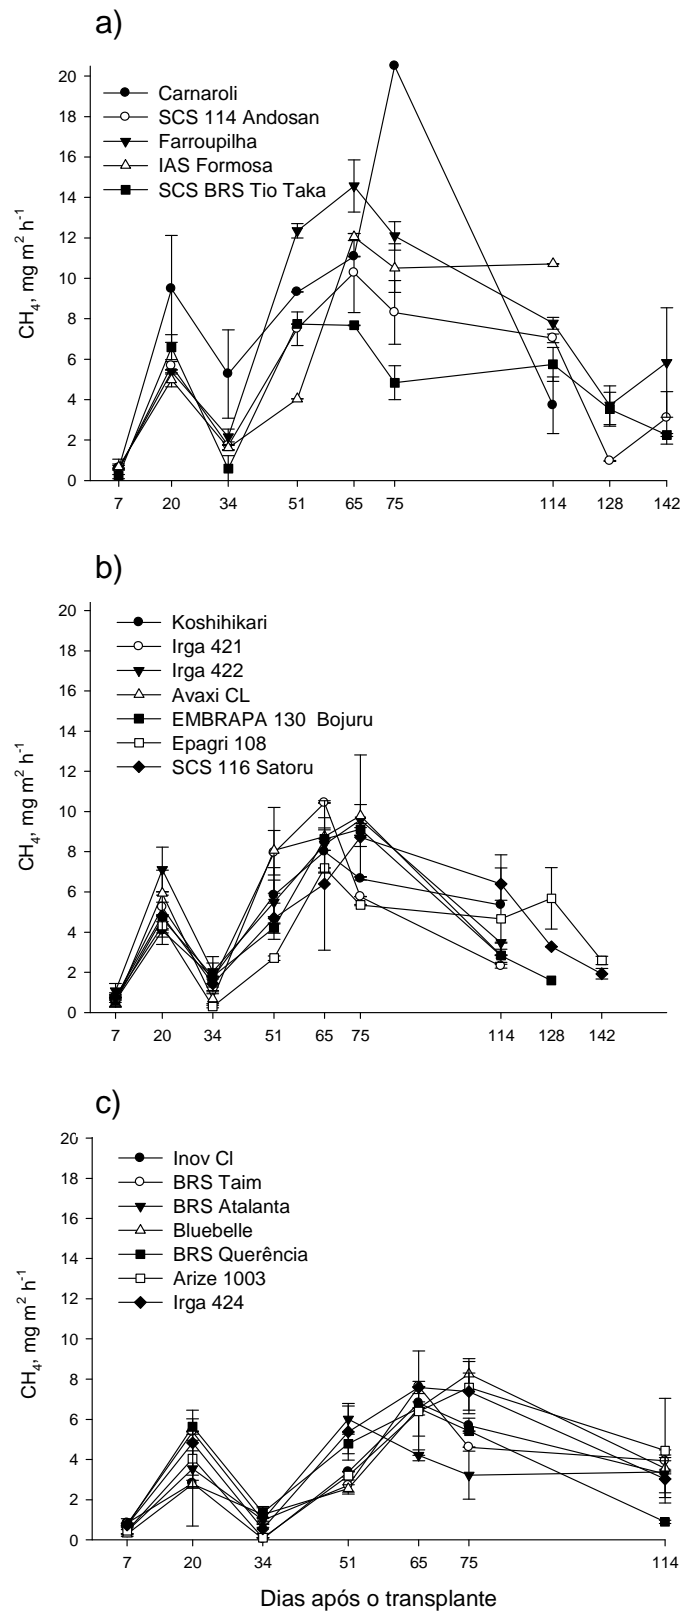 a)
20
18
16
14
12
10
8
6
4
2
0
CH4, mg m² h⁻¹
Carnaroli
SCS 114 Andosan
Farroupilha
IAS Formosa
SCS BRS Tio Taka
7 20 34 51 65 75 114 128 142
b)
20
18
16
14
12
10
8
6
4
2
0
CH4, mg m² h⁻¹
Koshihikari
Irga 421
Irga 422
Avaxi CL
EMBRAPA 130 Bojuru
Epagri 108
SCS 116 Satoru
7 20 34 51 65 75 114 128 142
c)
20
18
16
14
12
10
8
6
4
2
0
CH4, mg m² h⁻¹
Inov Cl
BRS Taim
BRS Atalanta
Bluebelle
BRS Querência
Arize 1003
Irga 424
7 20 34 51 65 75 114
Dias após o transplante